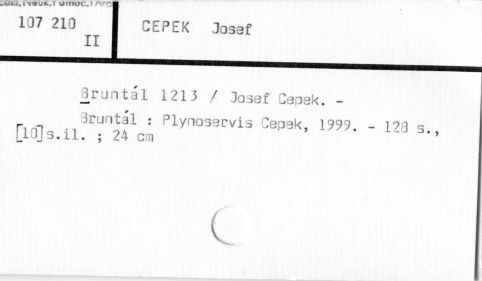 107 210
II
CEPEK Josef
Bruntál 1213 / Josef Cepek. -
Bruntál : Plynoservis Cepek, 1999. - 128 s.,
[10]s.il. ; 24 cm